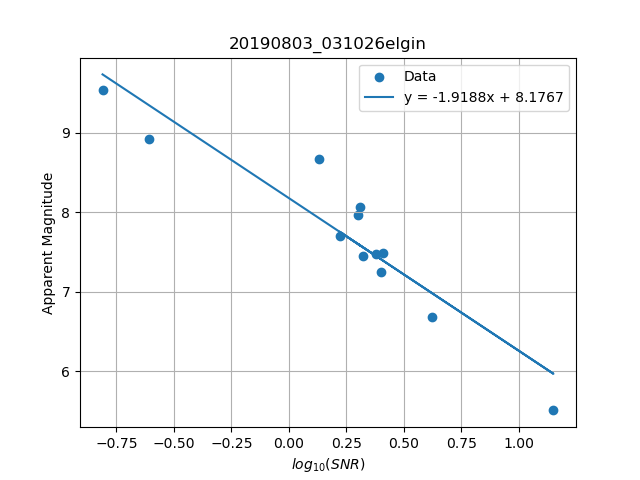 20190803_031026elgin
Data
y = -1.9188x + 8.1767
Apparent Magnitude
9
8
7
6
−0.75 −0.50 −0.25 0.00 0.25 0.50 0.75 1.00
log₁₀(SNR)